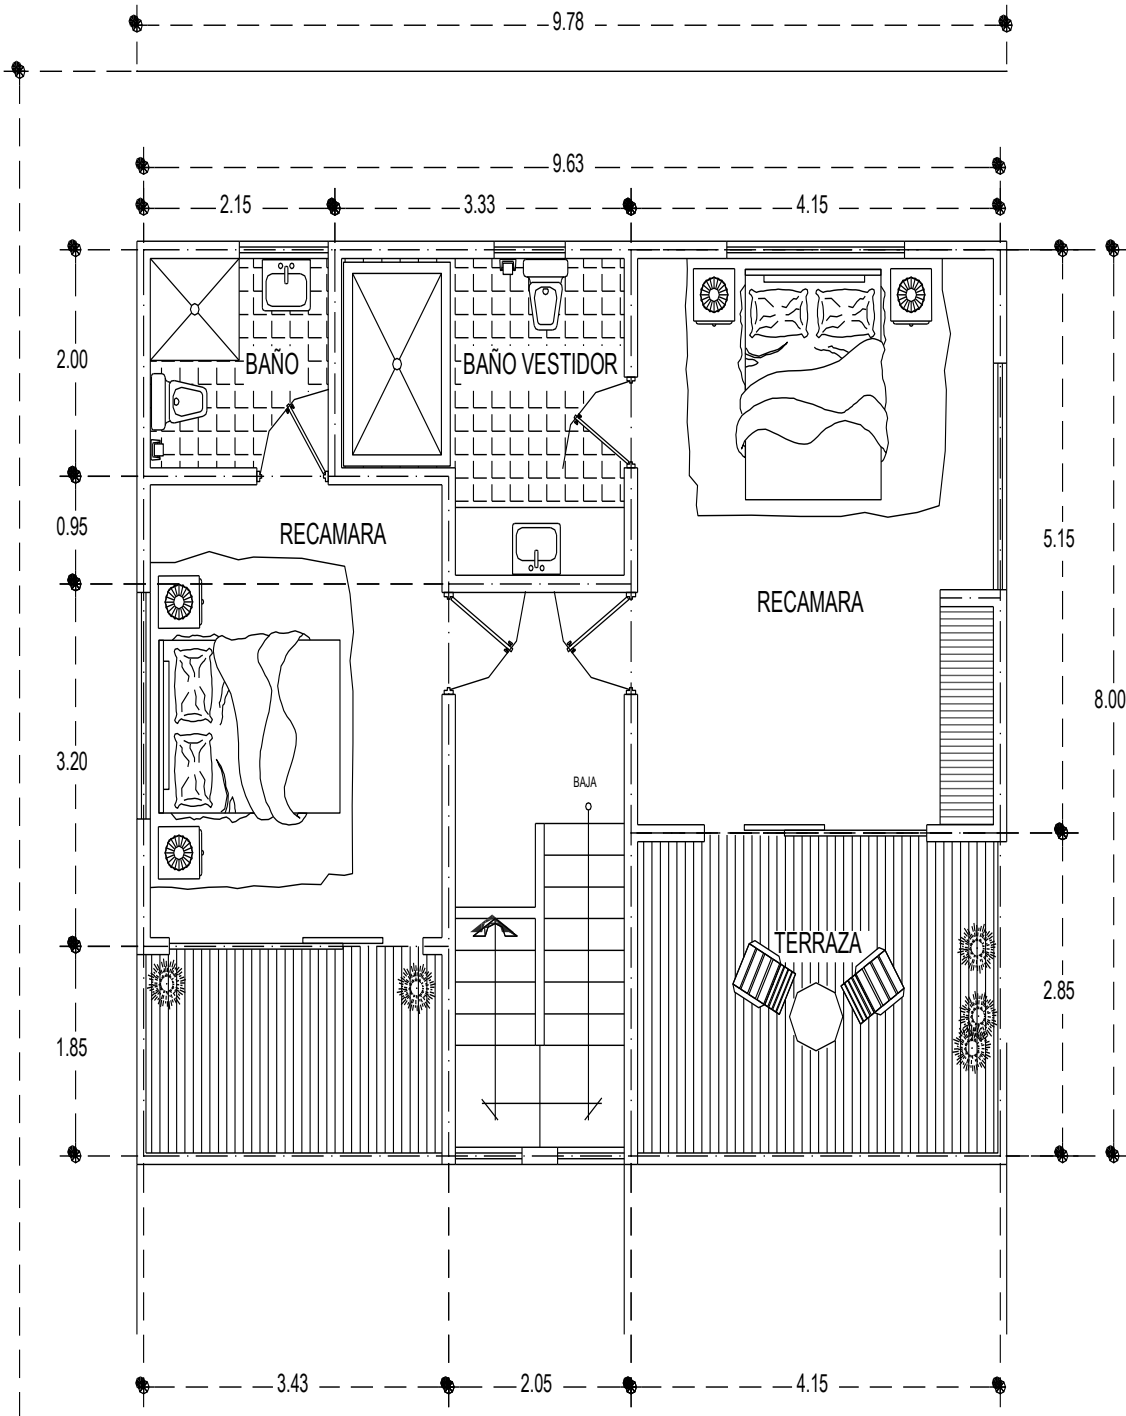 9.78
9.63
2.15
3.33
4.15
2.00
BAÑO
BAÑO VESTIDOR
0.95
RECAMARA
5.15
RECAMARA
8.00
3.20
BAJA
TERRAZA
2.85
1.85
3.43
2.05
4.15